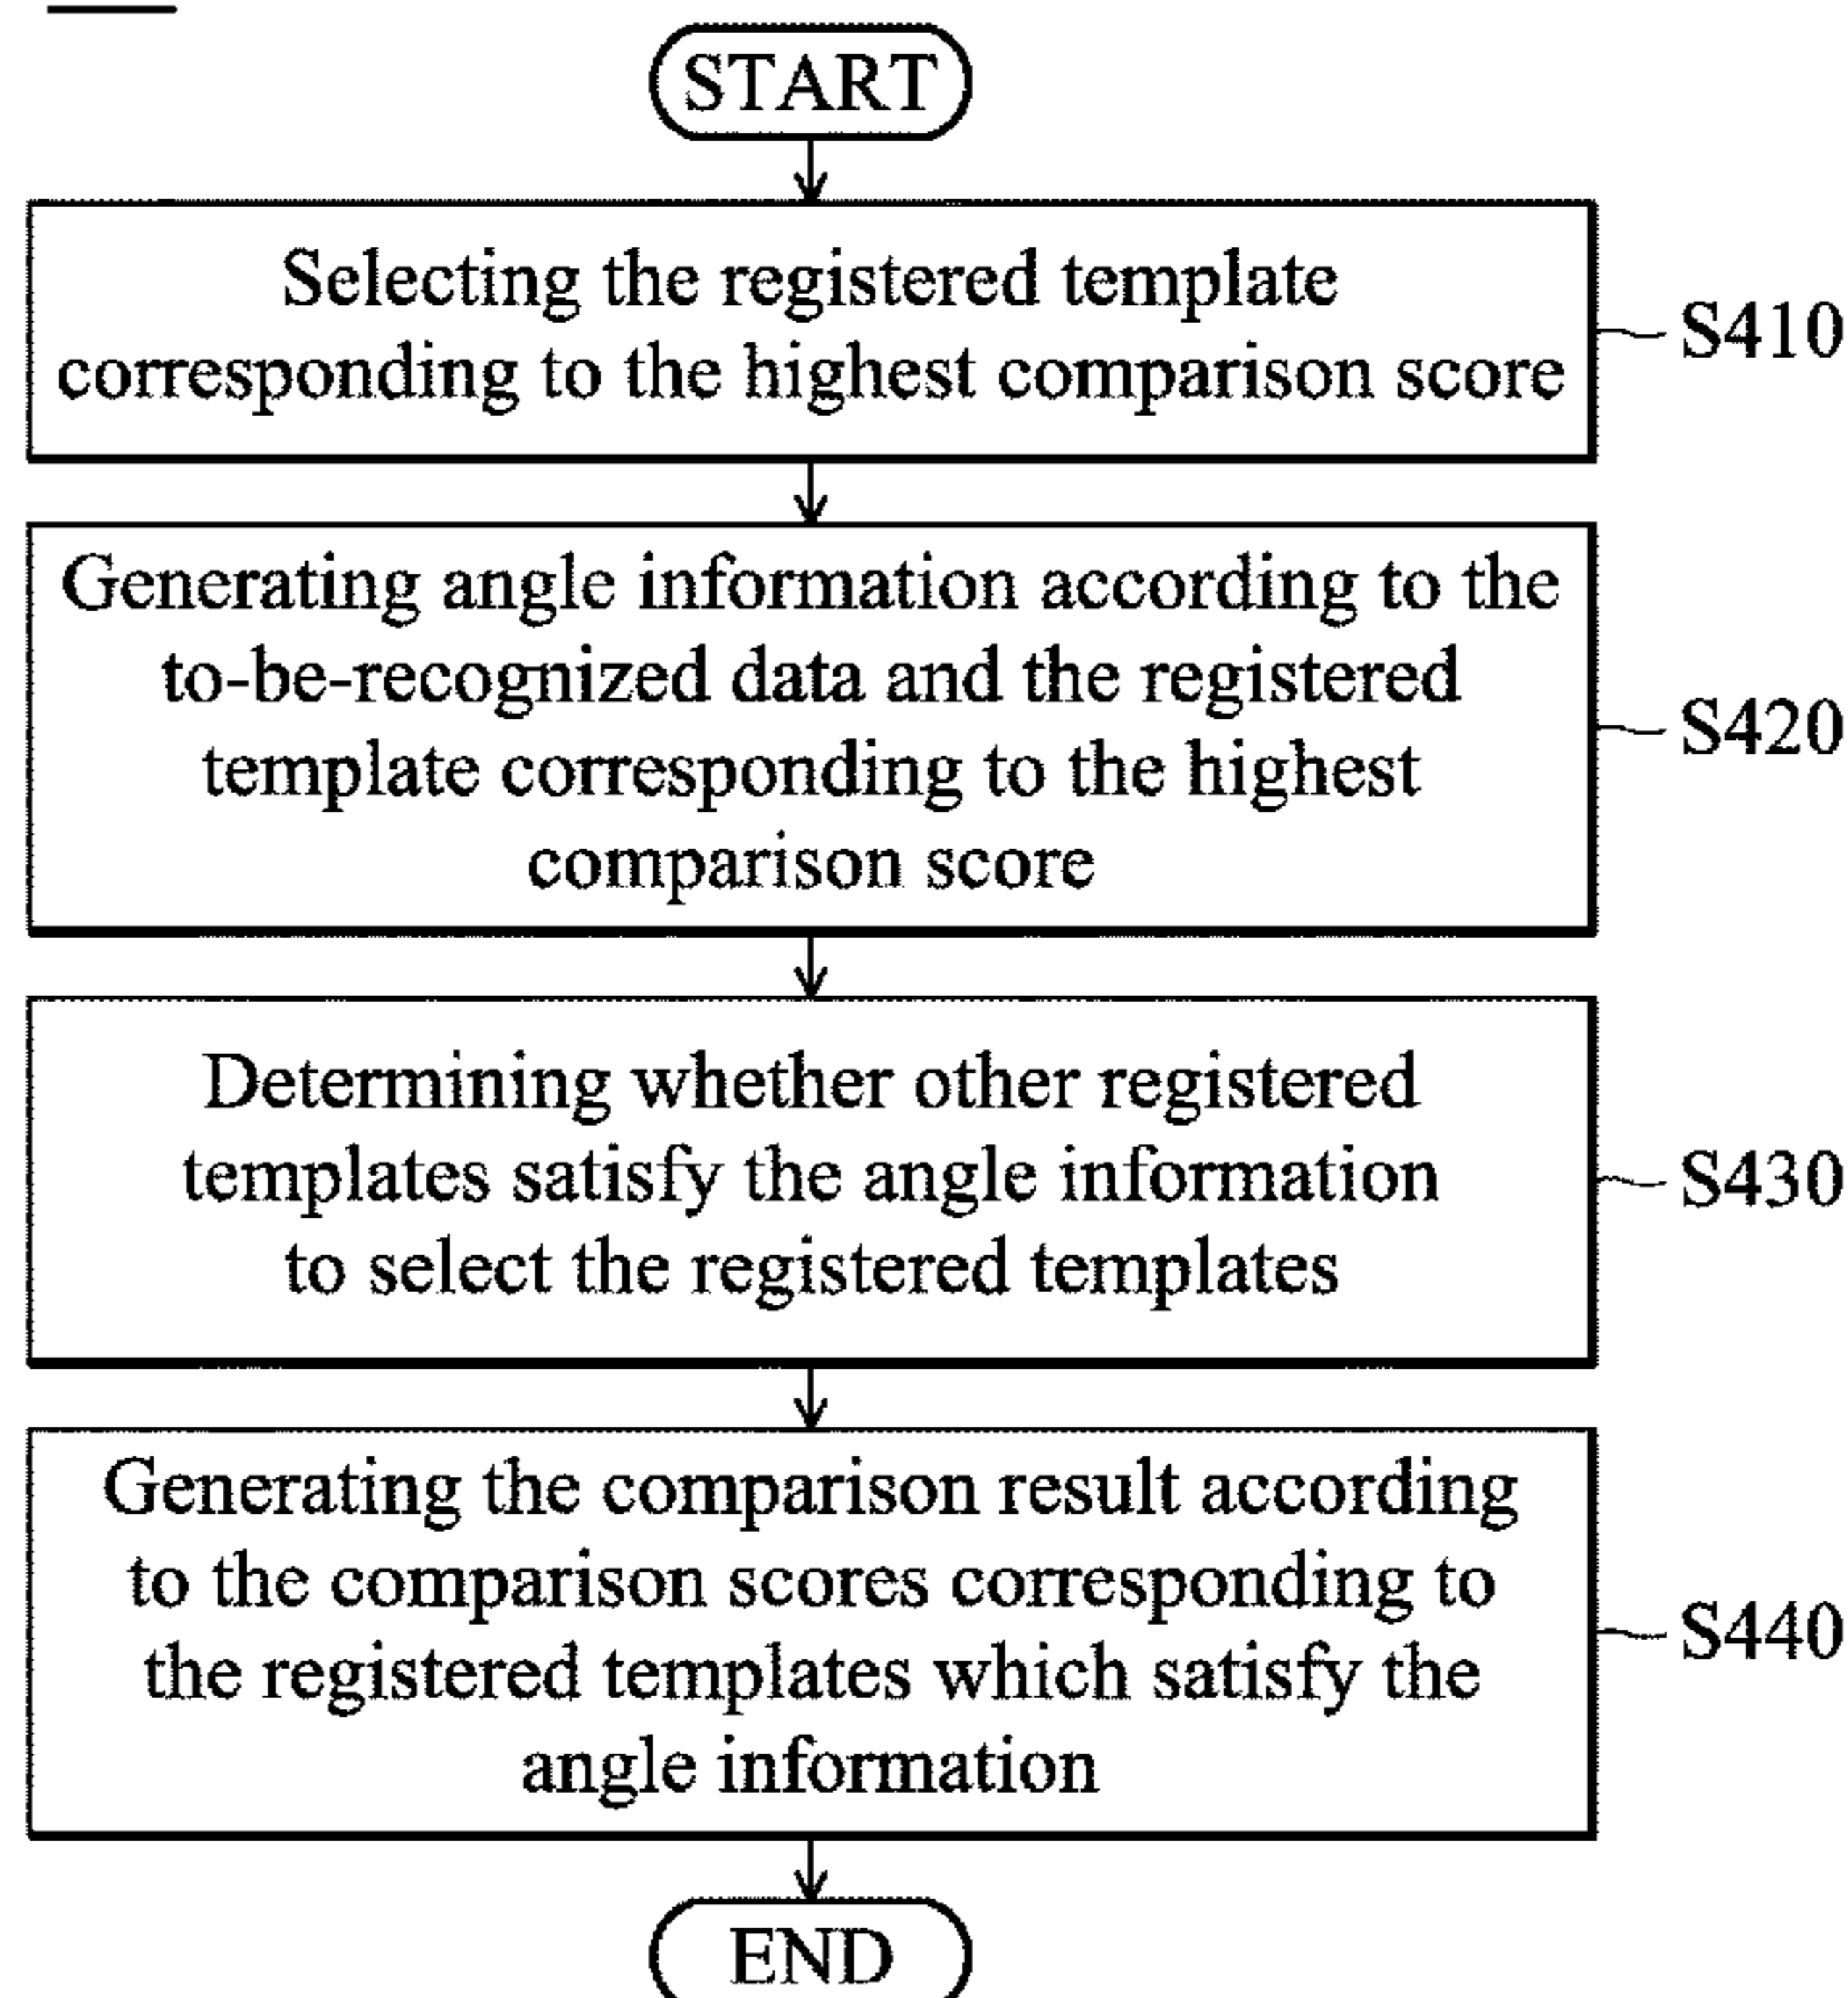 START
Selecting the registered template
corresponding to the highest comparison score
S410
Generating angle information according to the
to-be-recognized data and the registered
template corresponding to the highest
comparison score
S420
Determining whether other registered
templates satisfy the angle information
to select the registered templates
S430
Generating the comparison result according
to the comparison scores corresponding to
the registered templates which satisfy the
angle information
S440
END